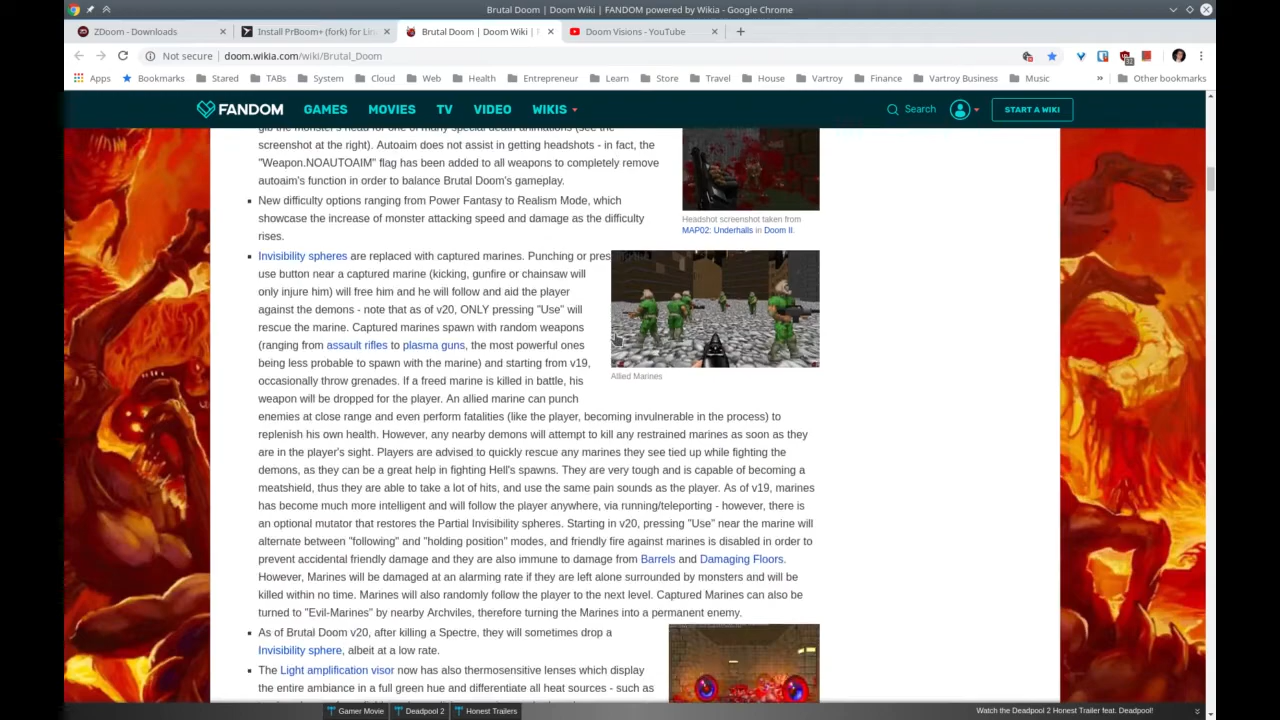 Brutal Doom | Doom Wiki | FANDOM powered by Wikia - Google Chrome
ZDoom - Downloads
Install PrBoom+ (fork) for Lin
Brutal Doom | Doom Wiki |
Doom Visions - YouTube
Not secure | doom.wikia.com/wiki/Brutal_Doom
Apps Bookmarks Stared TABs System Cloud Web Health Entrepreneur Learn Store Travel House Vartroy Finance Vartroy Business Music » Other bookmarks
FANDOM GAMES MOVIES TV VIDEO WIKIS Search START A WIKI
gib the monster's head for one of many special death animations (see the
screenshot at the right). Autoaim does not assist in getting headshots - in fact, the
"Weapon.NOAUTOAIM" flag has been added to all weapons to completely remove
autoaim's function in order to balance Brutal Doom's gameplay.
New difficulty options ranging from Power Fantasy to Realism Mode, which
showcase the increase of monster attacking speed and damage as the difficulty
rises.
Headshot screenshot taken from
MAP02: Underhalls in Doom II.
Invisibility spheres are replaced with captured marines. Punching or pres
use button near a captured marine (kicking, gunfire or chainsaw will
only injure him) will free him and he will follow and aid the player
against the demons - note that as of v20, ONLY pressing "Use" will
rescue the marine. Captured marines spawn with random weapons
(ranging from assault rifles to plasma guns, the most powerful ones
being less probable to spawn with the marine) and starting from v19,
occasionally throw grenades. If a freed marine is killed in battle, his
weapon will be dropped for the player. An allied marine can punch
Allied Marines
enemies at close range and even perform fatalities (like the player, becoming invulnerable in the process) to
replenish his own health. However, any nearby demons will attempt to kill any restrained marines as soon as they
are in the player's sight. Players are advised to quickly rescue any marines they see tied up while fighting the
demons, as they can be a great help in fighting Hell's spawns. They are very tough and is capable of becoming a
meatshield, thus they are able to take a lot of hits, and use the same pain sounds as the player. As of v19, marines
has become much more intelligent and will follow the player anywhere, via running/teleporting - however, there is
an optional mutator that restores the Partial Invisibility spheres. Starting in v20, pressing "Use" near the marine will
alternate between "following" and "holding position" modes, and friendly fire against marines is disabled in order to
prevent accidental friendly damage and they are also immune to damage from Barrels and Damaging Floors.
However, Marines will be damaged at an alarming rate if they are left alone surrounded by monsters and will be
killed within no time. Marines will also randomly follow the player to the next level. Captured Marines can also be
turned to "Evil-Marines" by nearby Archviles, therefore turning the Marines into a permanent enemy.
As of Brutal Doom v20, after killing a Spectre, they will sometimes drop a
Invisibility sphere, albeit at a low rate.
The Light amplification visor now has also thermosensitive lenses which display
the entire ambiance in a full green hue and differentiate all heat sources - such as
Gamer Movie Deadpool 2 Honest Trailers Watch the Deadpool 2 Honest Trailer feat. Deadpool!